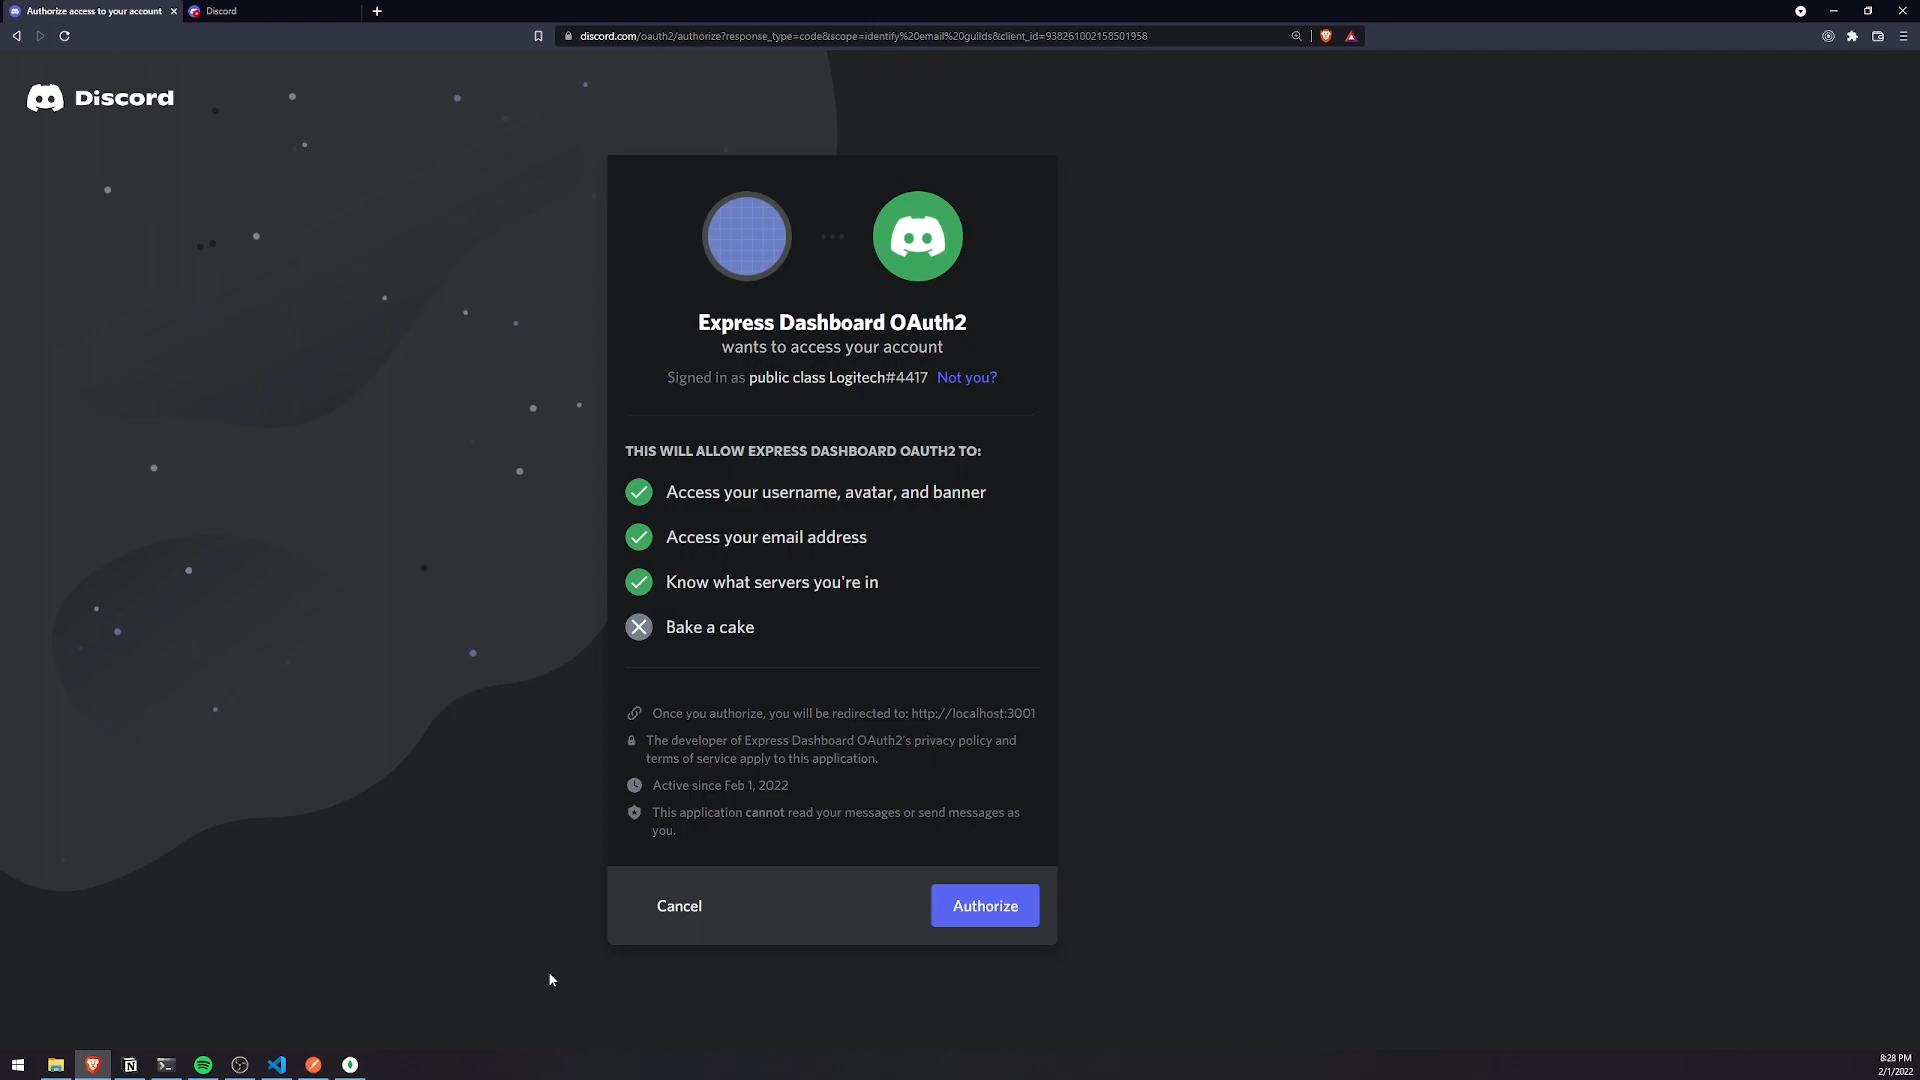 Authorize access to your account
Discord
discord.com/oauth2/authorize?response_type=code&scope=identify%20email%20guilds&client_id=938261002158501958
Discord
Express Dashboard OAuth2
wants to access your account
Signed in as public class Logitech#4417 Not you?
THIS WILL ALLOW EXPRESS DASHBOARD OAUTH2 TO:
Access your username, avatar, and banner
Access your email address
Know what servers you're in
Bake a cake
Once you authorize, you will be redirected to: http://localhost:3001
The developer of Express Dashboard OAuth2's privacy policy and
terms of service apply to this application.
Active since Feb 1, 2022
This application cannot read your messages or send messages as
you.
Cancel
Authorize
8:28 PM
2/1/2022